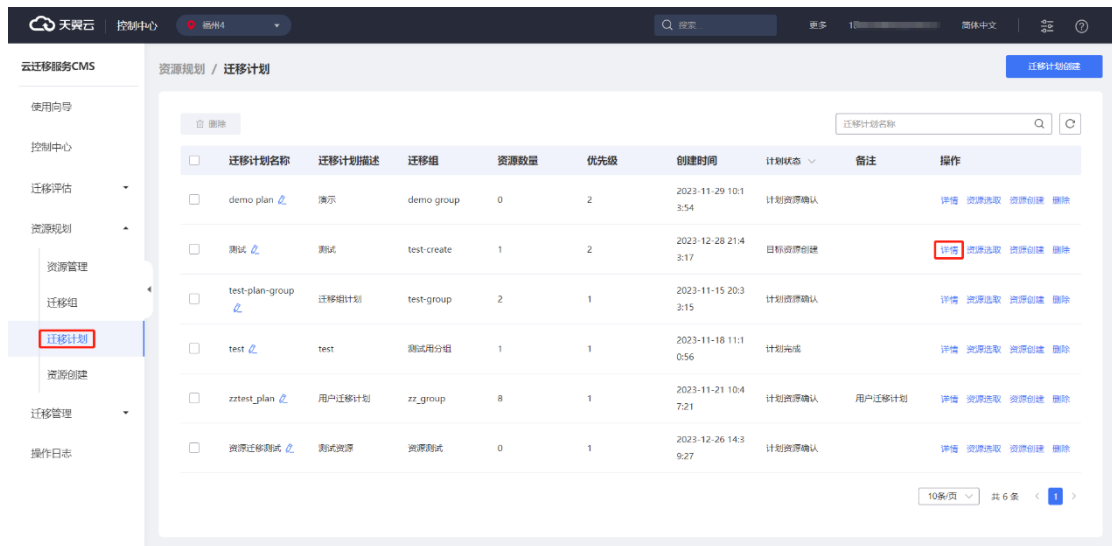 天翼云 控制中心 福州4 搜索... 更多 简体中文
云迁移服务CMS
使用向导
控制中心
迁移评估
资源规划
资源管理
迁移组
迁移计划
资源创建
迁移管理
操作日志
资源规划 / 迁移计划
迁移计划创建
删除
迁移计划名称
迁移计划名称 迁移计划描述 迁移组 资源数量 优先级 创建时间 计划状态 备注 操作
demo plan 演示 demo group 0 2 2023-11-29 10:1 计划资源确认 详情 资源选取 资源创建 删除
3:54
测试 测试 test-create 1 2 2023-12-28 21:4 目标资源创建 详情 资源选取 资源创建 删除
3:17
test-plan-group 迁移组计划 test-group 2 1 2023-11-15 20:3 计划资源确认 详情 资源选取 资源创建 删除
3:15
test test 测试用分组 1 1 2023-11-18 11:1 计划完成 详情 资源选取 资源创建 删除
0:56
zztest_plan 用户迁移计划 zz_group 8 1 2023-11-21 10:4 计划资源确认 用户迁移计划 详情 资源选取 资源创建 删除
7:21
资源迁移测试 测试资源 资源测试 0 1 2023-12-26 14:3 计划资源确认 详情 资源选取 资源创建 删除
9:27
10条/页 共 6 条 1